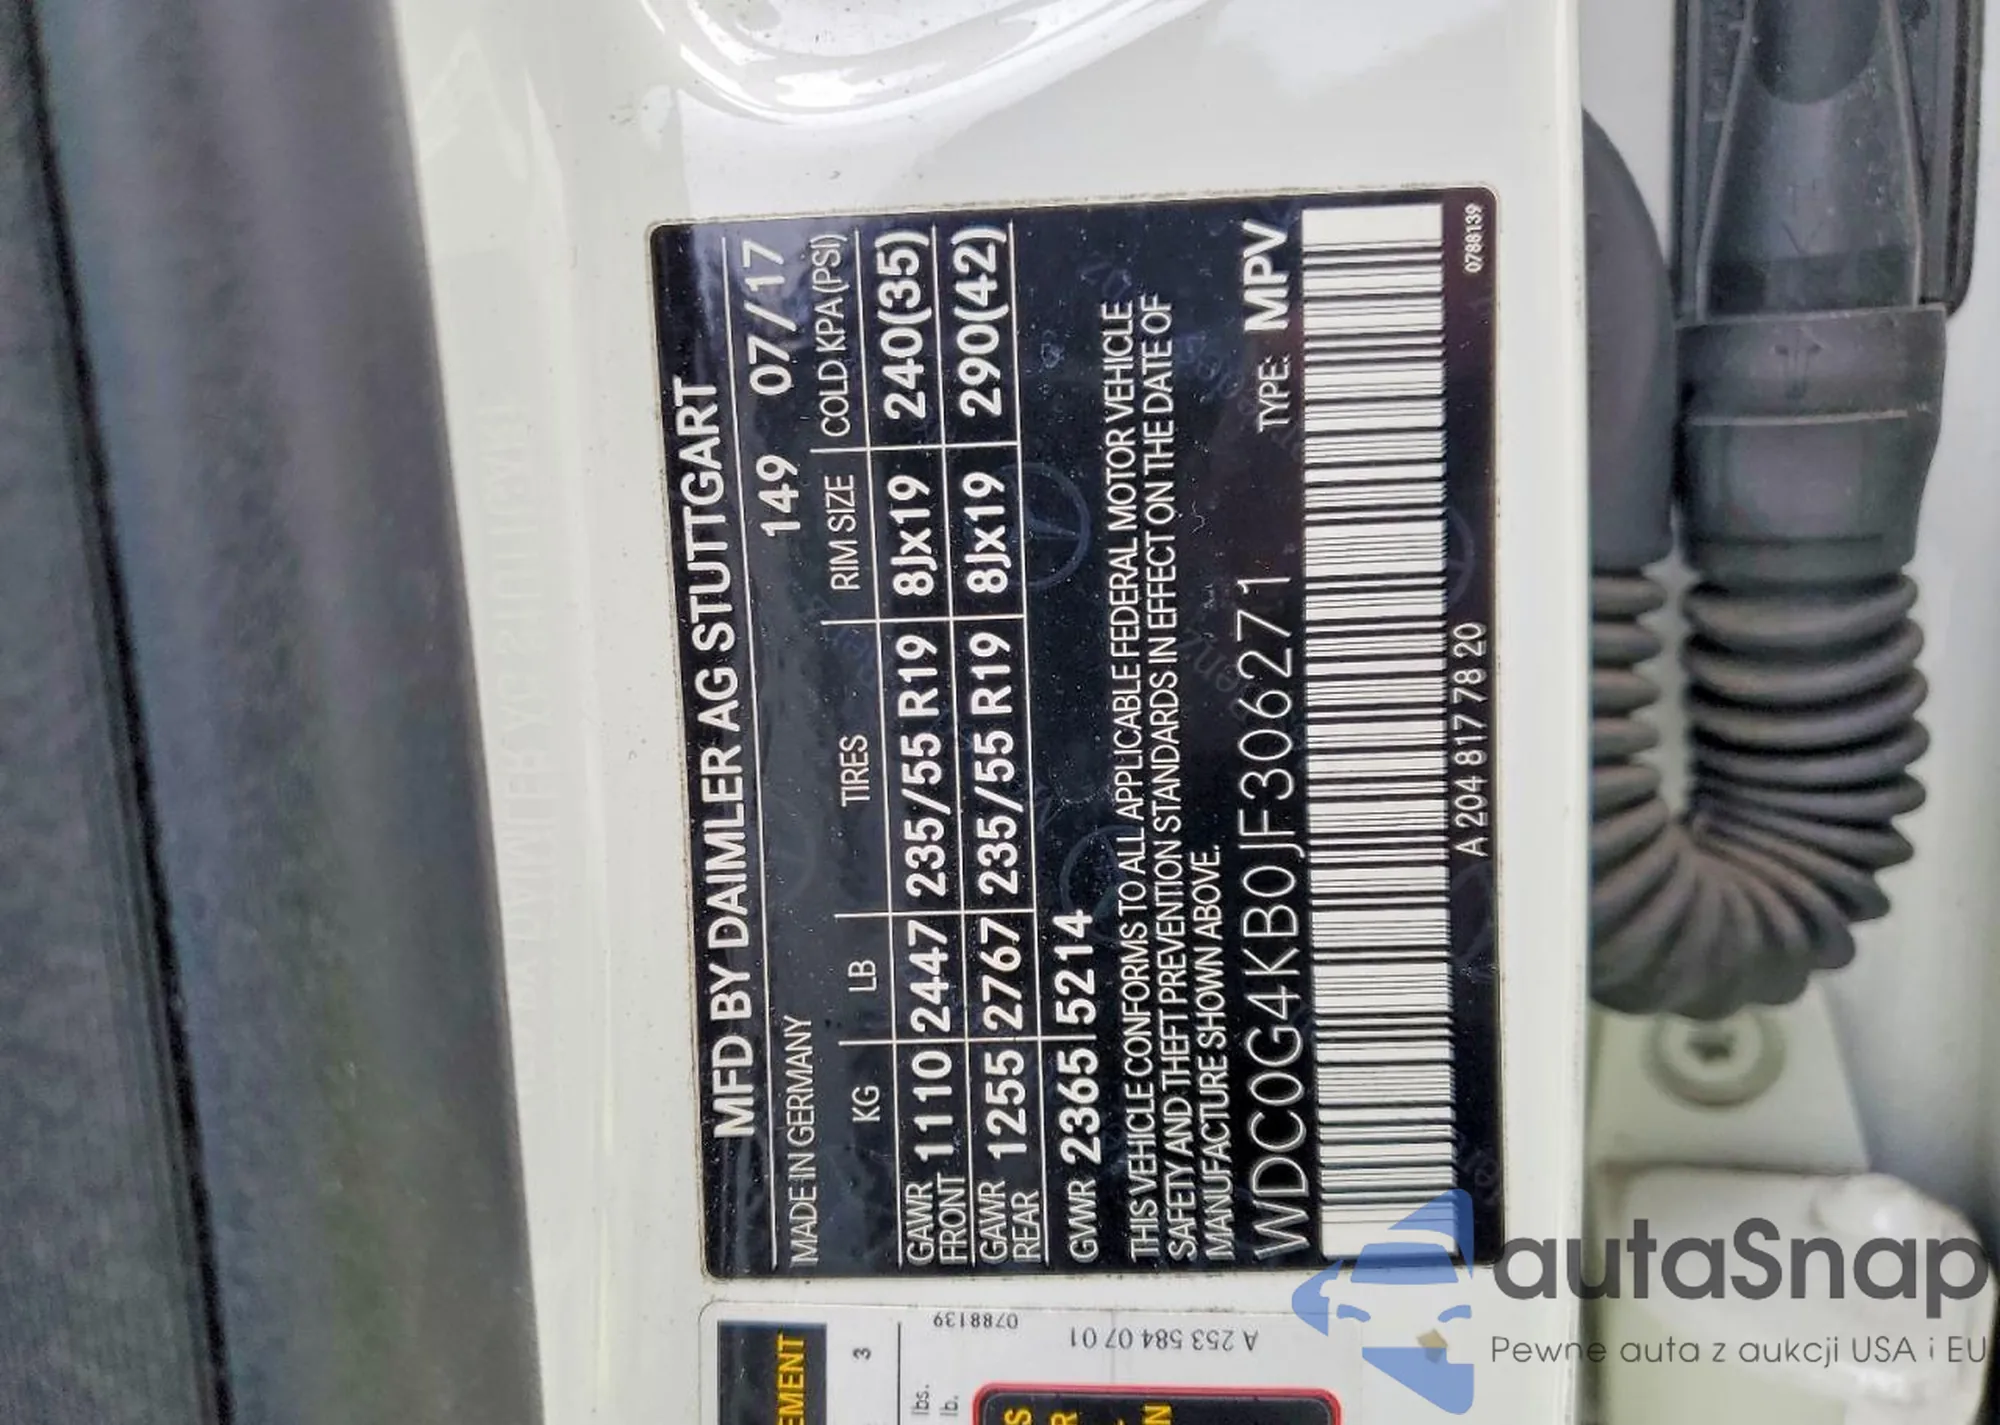 MFD BY DAIMLER AG STUTTGART
MADE IN GERMANY 149 07/17
KG LB TIRES RIM SIZE COLD KPA(PSI)
GAWR FRONT 1110 2447 235/55 R19 8Jx19 240(35)
GAWR REAR 1255 2767 235/55 R19 8Jx19 290(42)
GVWR 2365 5214
THIS VEHICLE CONFORMS TO ALL APPLICABLE FEDERAL MOTOR VEHICLE
SAFETY AND THEFT PREVENTION STANDARDS IN EFFECT ON THE DATE OF
MANUFACTURE SHOWN ABOVE.
WDC0G4KB0JF306271 TYPE: MPV
A 204 817 78 20
0788139
0788139
A 253 584 07 01
3
lbs.
lb.
autaSnap
Pewne auta z aukcji USA i EU